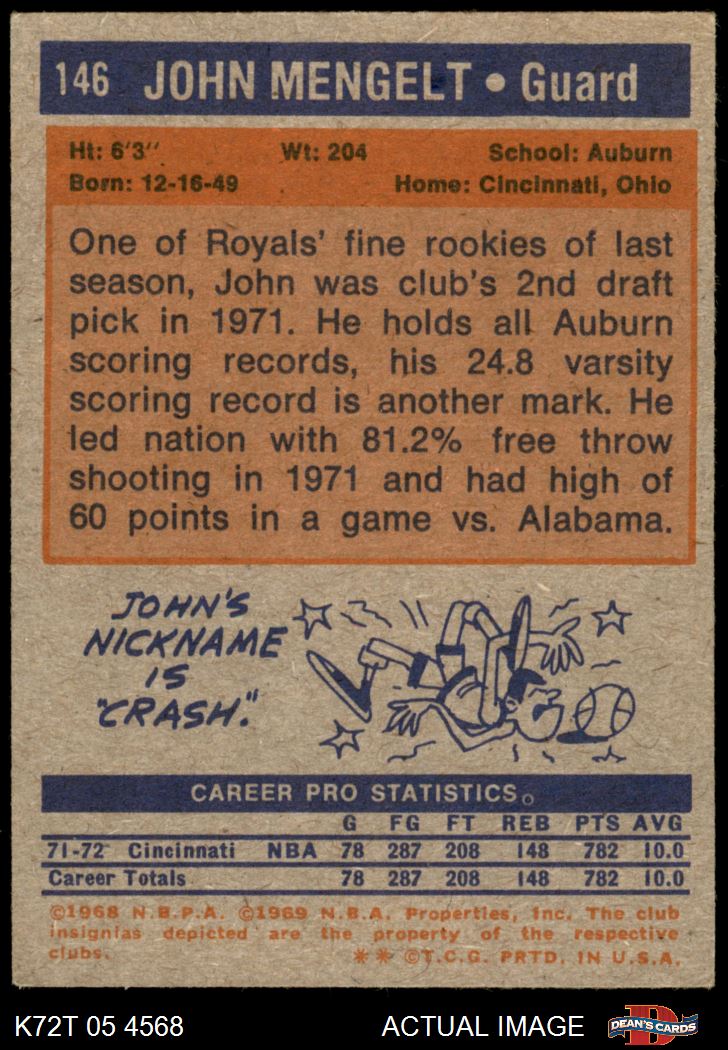 146 JOHN MENGELT • Guard
Ht: 6'3" Wt: 204 School: Auburn
Born: 12-16-49 Home: Cincinnati, Ohio
One of Royals' fine rookies of last
season, John was club's 2nd draft
pick in 1971. He holds all Auburn
scoring records, his 24.8 varsity
scoring record is another mark. He
led nation with 81.2% free throw
shooting in 1971 and had high of
60 points in a game vs. Alabama.
JOHN'S
NICKNAME
IS
"CRASH."
CAREER PRO STATISTICS
G FG FT REB PTS AVG
71-72 Cincinnati NBA 78 287 208 148 782 10.0
Career Totals 78 287 208 148 782 10.0
©1968 N.B.P.A. ©1969 N.B.A. Properties, Inc. The club
insignias depicted are the property of the respective
clubs. ** ©T.C.G. PRTD. IN U.S.A.
K72T 05 4568 ACTUAL IMAGE D DEAN'S CARDS